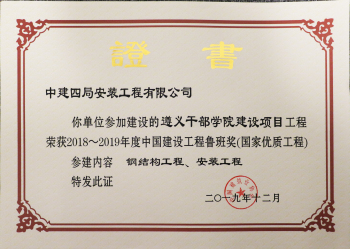 證書
中建四局安装工程有限公司
你单位参加建设的遵义干部学院建设项目工程
荣获2018～2019年度中国建设工程鲁班奖(国家优质工程)
参建内容 钢结构工程、安装工程
特发此证
二〇一九年十二月